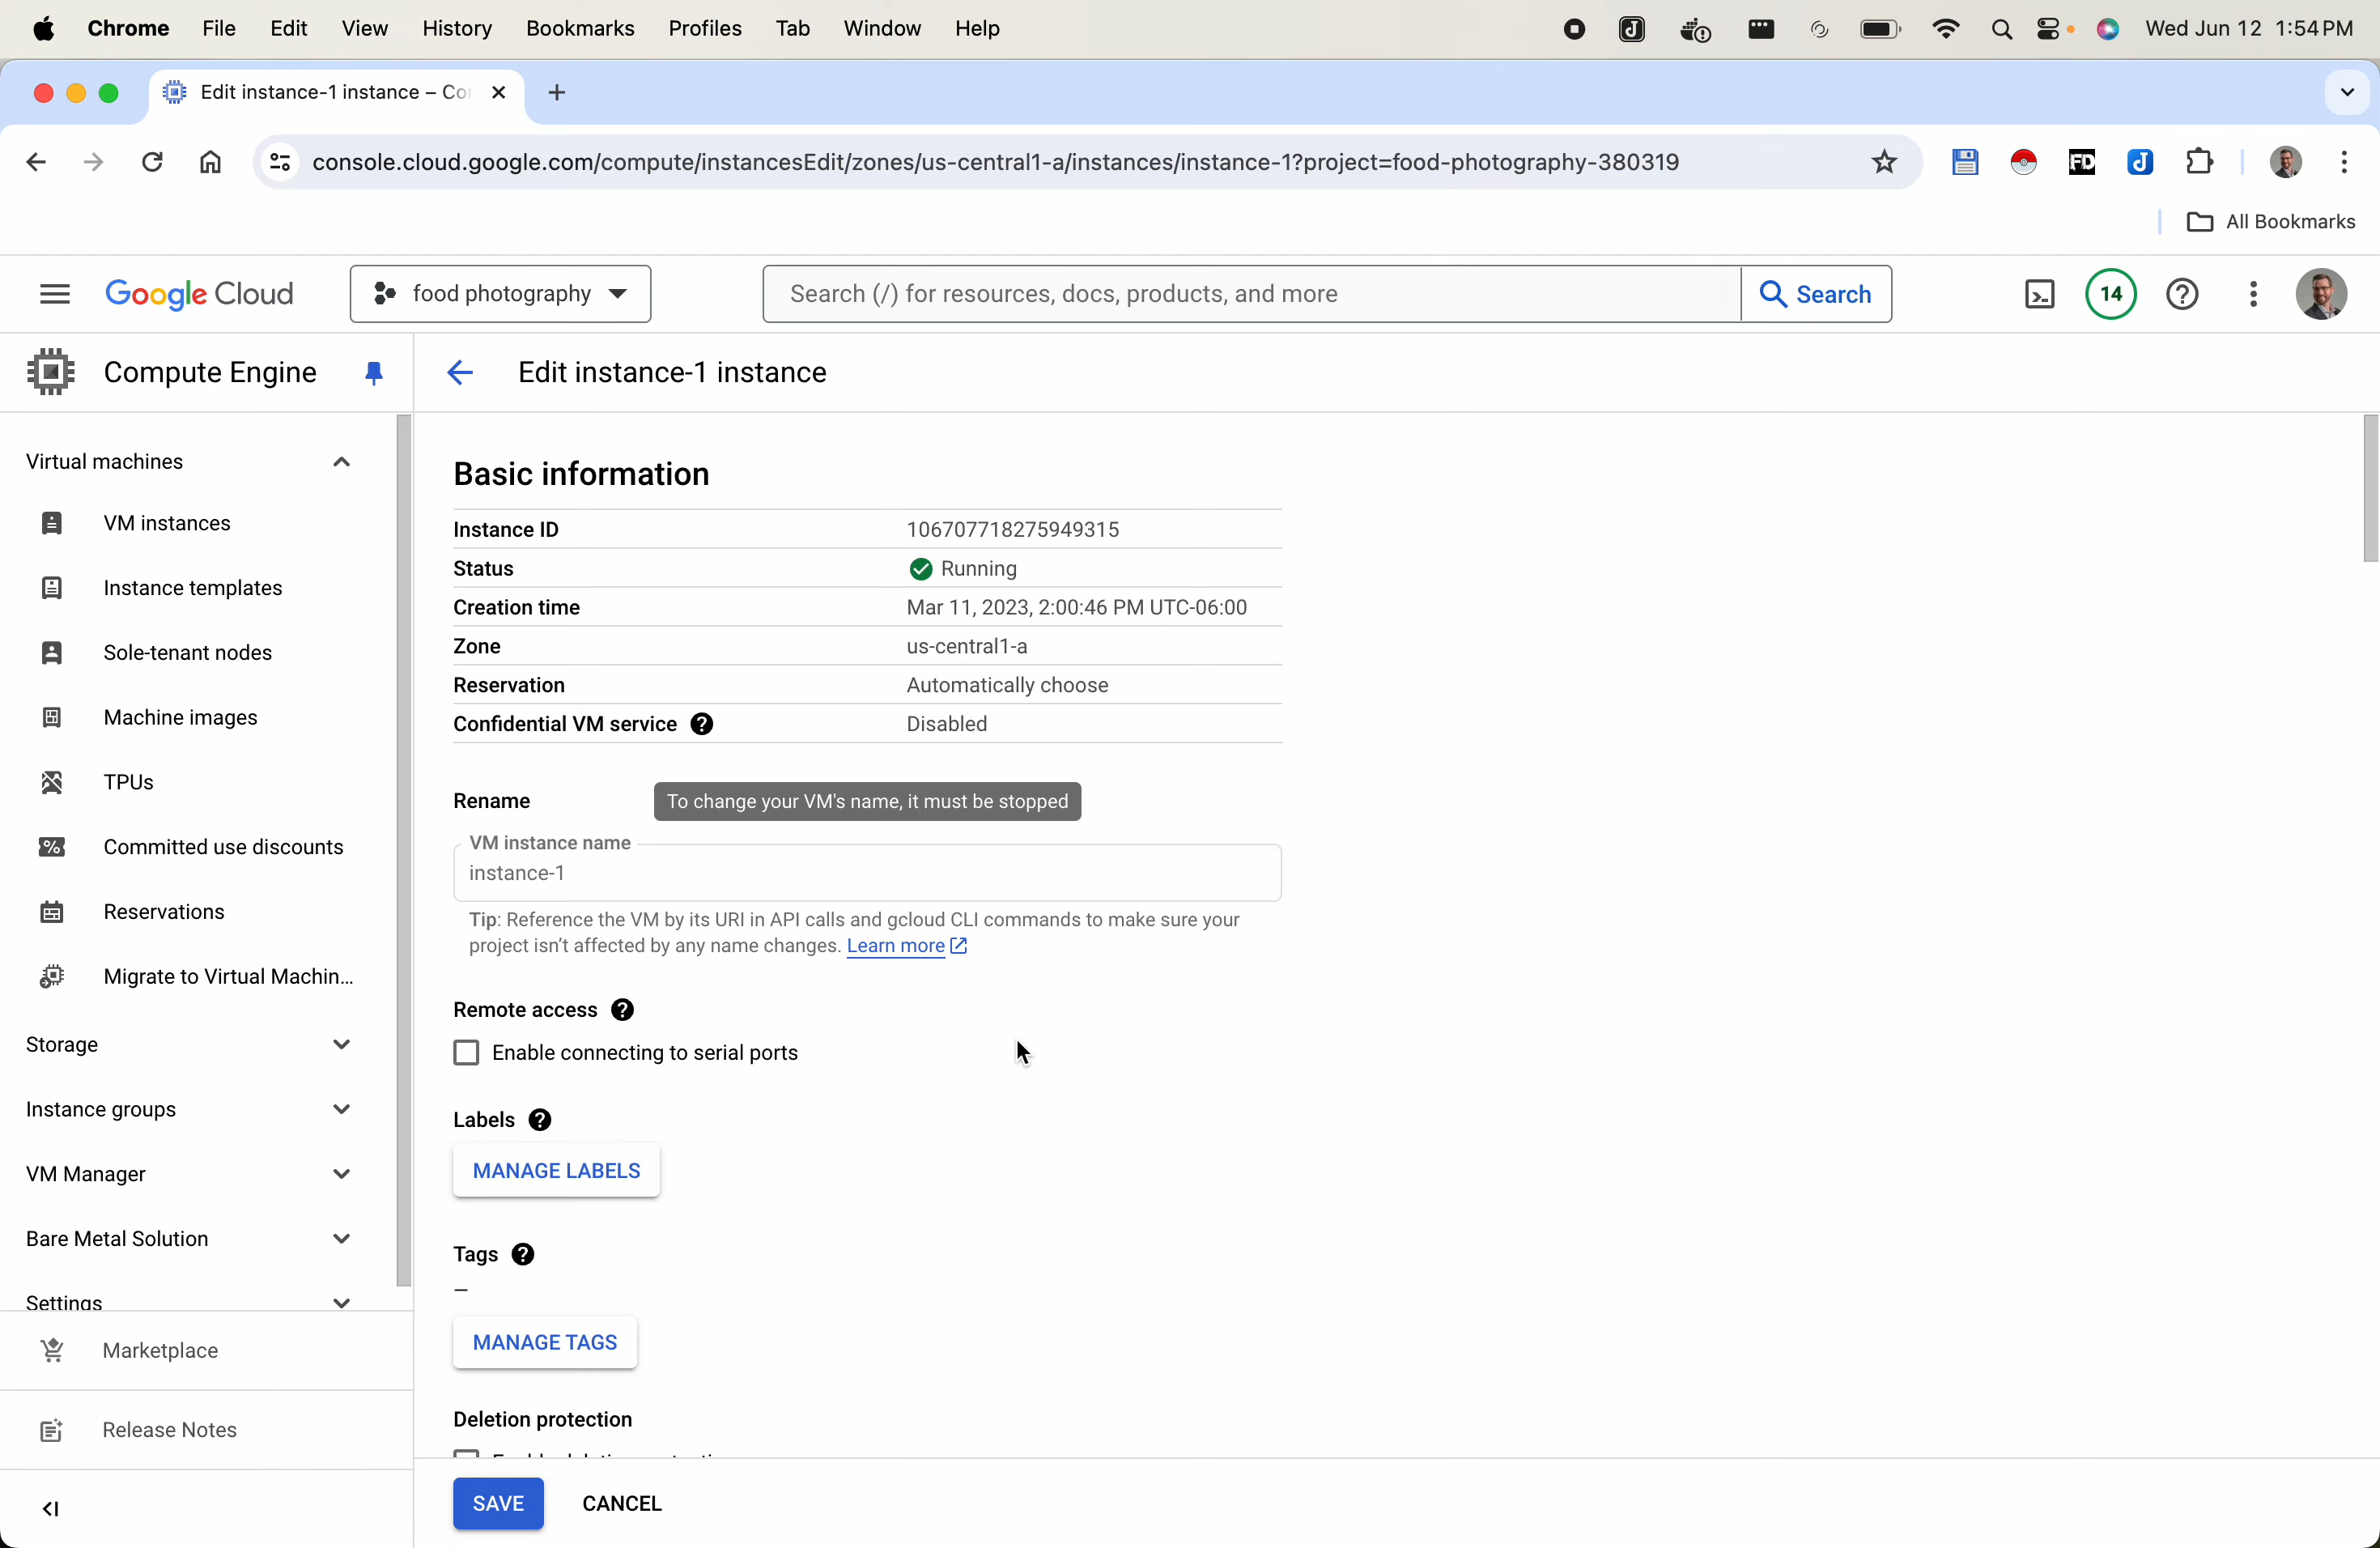 Chrome File Edit View History Bookmarks Profiles Tab Window Help Wed Jun 12 1:54 PM
Edit instance-1 instance – Co
console.cloud.google.com/compute/instancesEdit/zones/us-central1-a/instances/instance-1?project=food-photography-380319
All Bookmarks
Google Cloud food photography Search (/) for resources, docs, products, and more Search 14
Compute Engine
Edit instance-1 instance
Virtual machines
VM instances
Instance templates
Sole-tenant nodes
Machine images
TPUs
Committed use discounts
Reservations
Migrate to Virtual Machin...
Storage
Instance groups
VM Manager
Bare Metal Solution
Settings
Marketplace
Release Notes
Basic information
Instance ID 106707718275949315
Status Running
Creation time Mar 11, 2023, 2:00:46 PM UTC-06:00
Zone us-central1-a
Reservation Automatically choose
Confidential VM service Disabled
Rename
To change your VM's name, it must be stopped
VM instance name
instance-1
Tip: Reference the VM by its URI in API calls and gcloud CLI commands to make sure your
project isn't affected by any name changes. Learn more
Remote access
Enable connecting to serial ports
Labels
MANAGE LABELS
Tags
–
MANAGE TAGS
Deletion protection
SAVE CANCEL